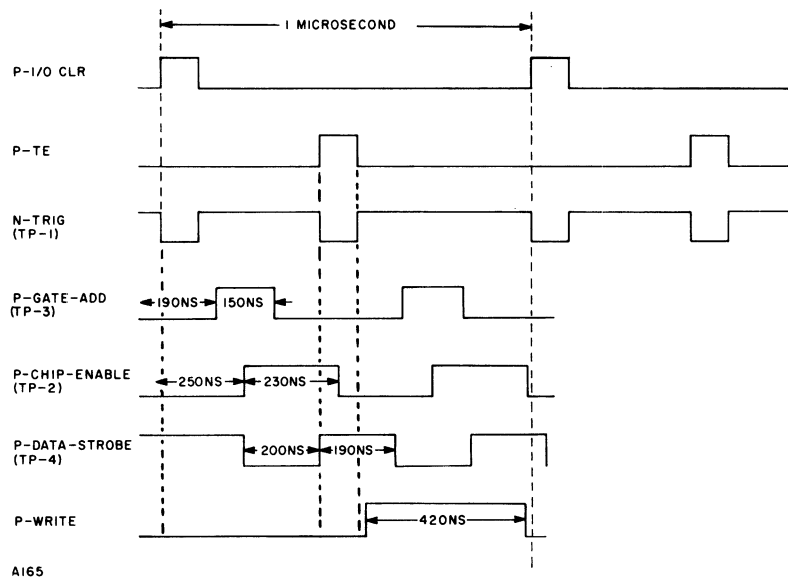 1 MICROSECOND
P-I/O CLR
P-TE
N-TRIG
(TP-1)
P-GATE-ADD
(TP-3)
190NS
150NS
P-CHIP-ENABLE
(TP-2)
250NS
230NS
P-DATA-STROBE
(TP-4)
200NS
190NS
P-WRITE
420NS
A165